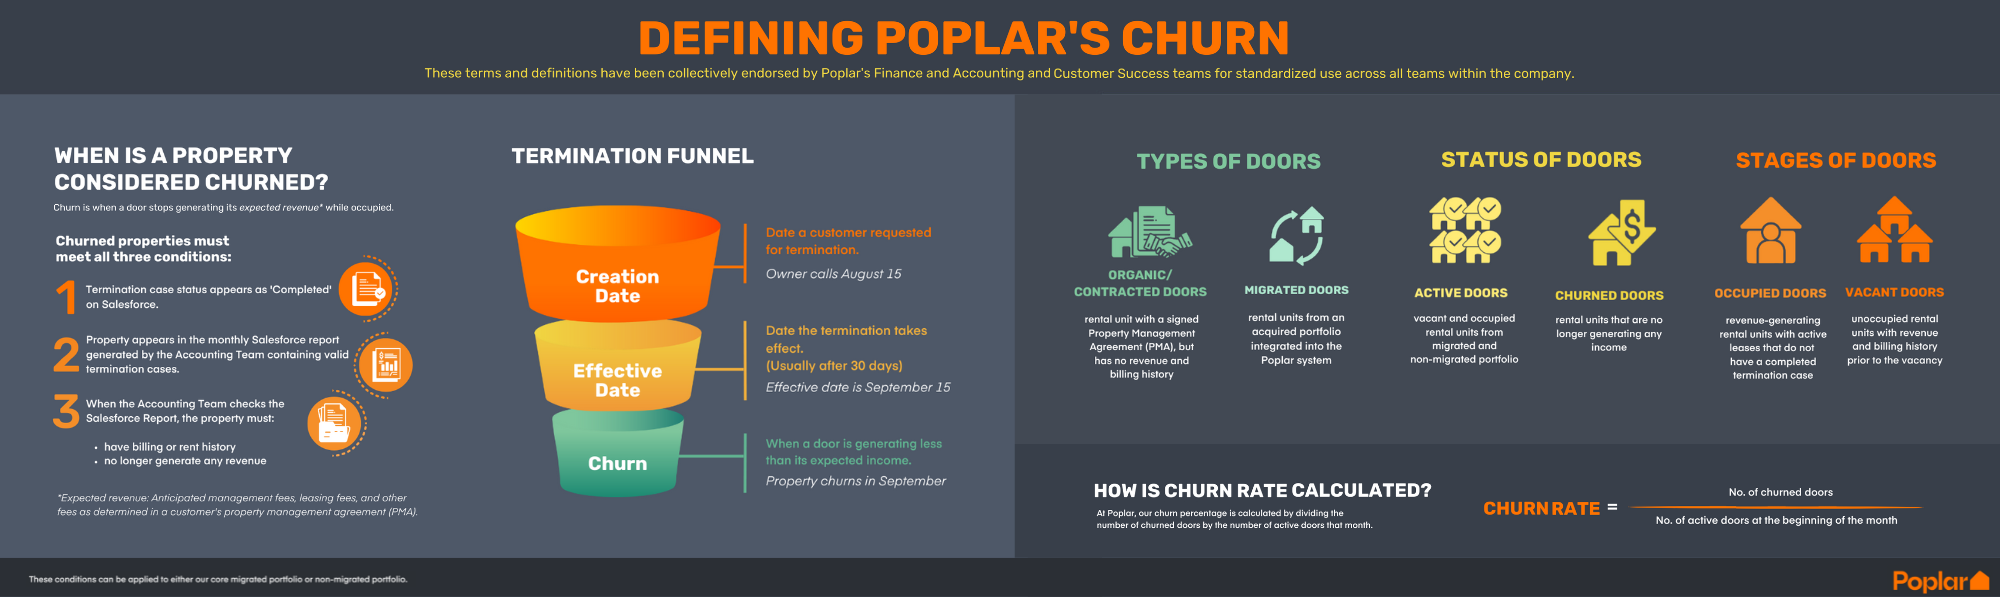 DEFINING POPLAR'S CHURN
These terms and definitions have been collectively endorsed by Poplar's Finance and Accounting and Customer Success teams for standardized use across all teams within the company.
WHEN IS A PROPERTY
CONSIDERED CHURNED?
Churn is when a door stops generating its expected revenue* while occupied.
Churned properties must
meet all three conditions:
1
Termination case status appears as 'Completed'
on Salesforce.
2
Property appears in the monthly Salesforce report
generated by the Accounting Team containing valid
termination cases.
3
When the Accounting Team checks the
Salesforce Report, the property must:
• have billing or rent history
• no longer generate any revenue
*Expected revenue: Anticipated management fees, leasing fees, and other
fees as determined in a customer's property management agreement (PMA).
TERMINATION FUNNEL
Creation
Date
Date a customer requested
for termination.
Owner calls August 15
Effective
Date
Date the termination takes
effect.
(Usually after 30 days)
Effective date is September 15
Churn
When a door is generating less
than its expected income.
Property churns in September
TYPES OF DOORS
ORGANIC/
CONTRACTED DOORS
rental unit with a signed
Property Management
Agreement (PMA), but
has no revenue and
billing history
MIGRATED DOORS
rental units from an
acquired portfolio
integrated into the
Poplar system
STATUS OF DOORS
ACTIVE DOORS
vacant and occupied
rental units from
migrated and
non-migrated portfolio
$
CHURNED DOORS
rental units that are no
longer generating any
income
STAGES OF DOORS
OCCUPIED DOORS
revenue-generating
rental units with active
leases that do not
have a completed
termination case
VACANT DOORS
unoccupied rental
units with revenue
and billing history
prior to the vacancy
HOW IS CHURN RATE CALCULATED?
At Poplar, our churn percentage is calculated by dividing the
number of churned doors by the number of active doors that month.
CHURN RATE =
No. of churned doors
No. of active doors at the beginning of the month
These conditions can be applied to either our core migrated portfolio or non-migrated portfolio.
Poplar